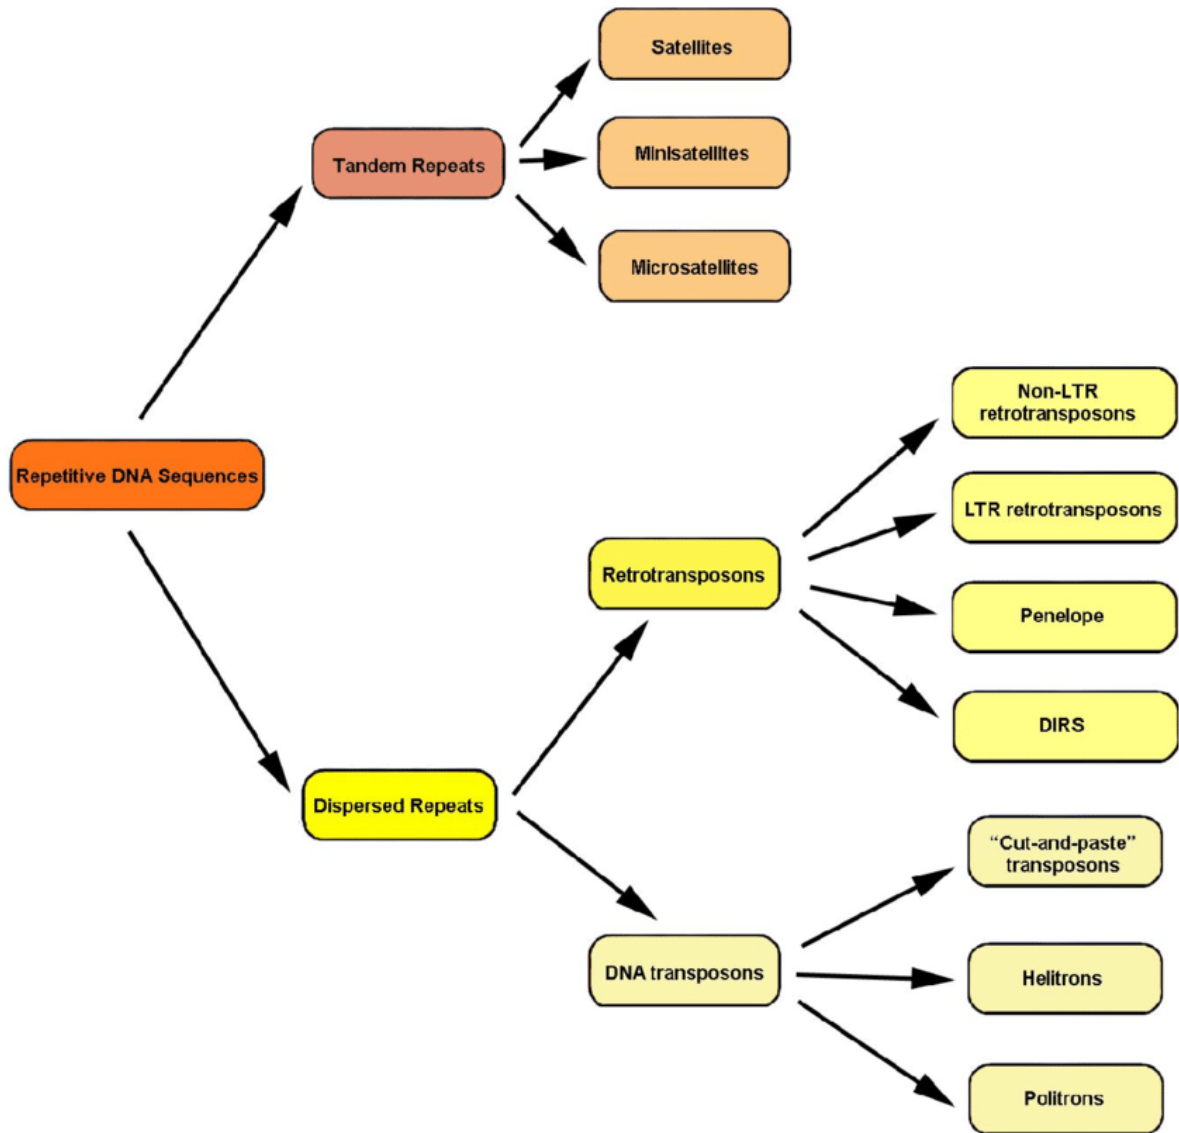 Satellites
Tandem Repeats
Minisatellites
Microsatellites
Non-LTR
retrotransposons
Repetitive DNA Sequences
LTR retrotransposons
Retrotransposons
Penelope
DIRS
Dispersed Repeats
“Cut-and-paste”
transposons
DNA transposons
Helitrons
Politrons